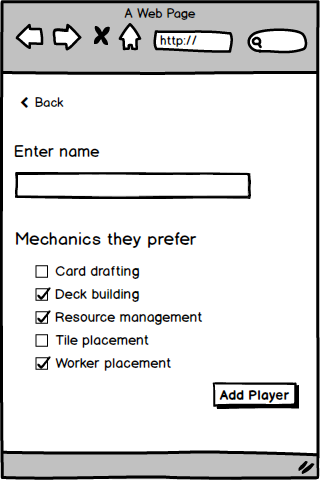 A Web Page
http://
Back
Enter name
Mechanics they prefer
Card drafting
Deck building
Resource management
Tile placement
Worker placement
Add Player